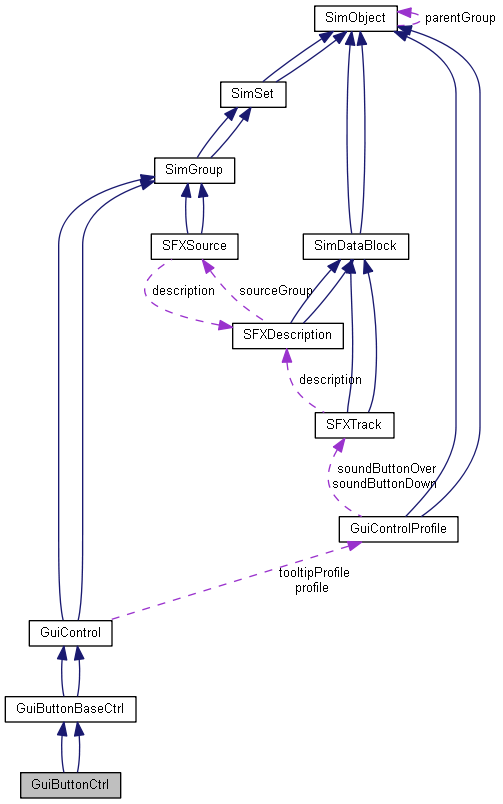 SimObject
parentGroup
SimSet
SimGroup
SFXSource
SimDataBlock
description
sourceGroup
SFXDescription
description
SFXTrack
soundButtonOver
soundButtonDown
GuiControlProfile
tooltipProfile
profile
GuiControl
GuiButtonBaseCtrl
GuiButtonCtrl